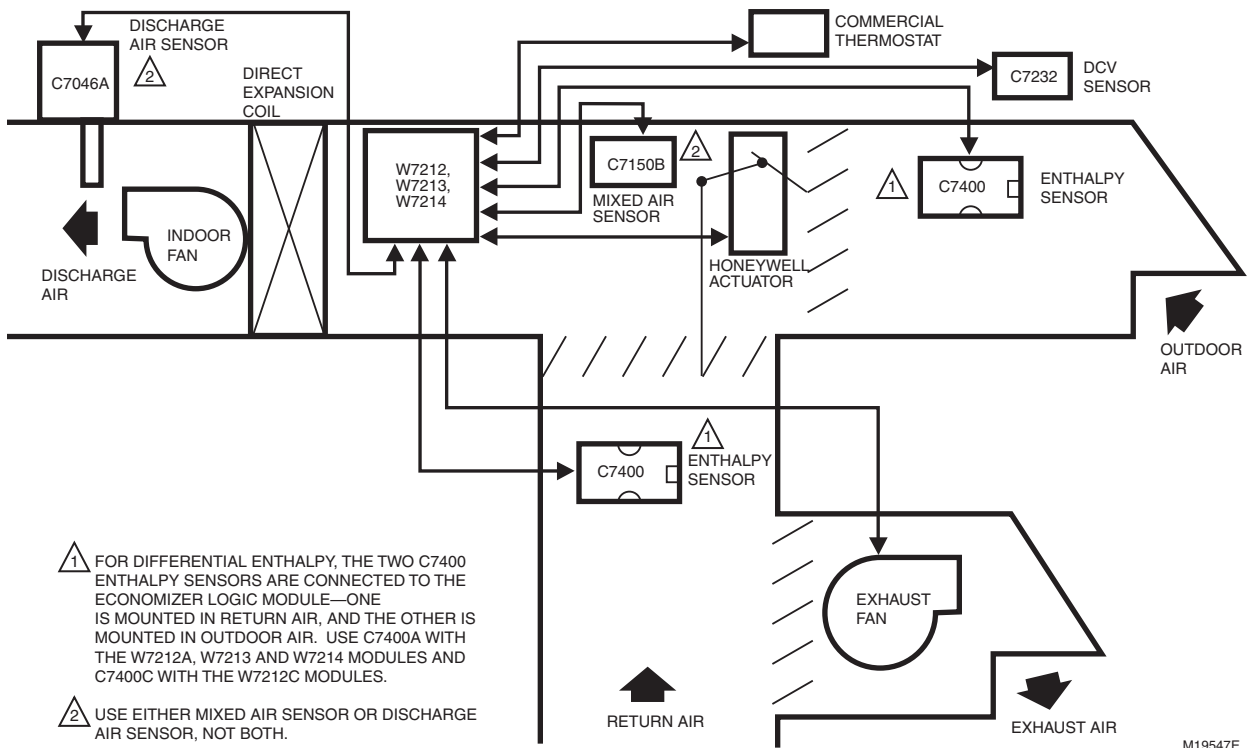 DISCHARGE
AIR SENSOR
2
C7046A
DIRECT
EXPANSION
COIL
COMMERCIAL
THERMOSTAT
C7232
DCV
SENSOR
W7212,
W7213,
W7214
C7150B
2
MIXED AIR
SENSOR
1
C7400
ENTHALPY
SENSOR
INDOOR
FAN
DISCHARGE
AIR
HONEYWELL
ACTUATOR
OUTDOOR
AIR
1
C7400
ENTHALPY
SENSOR
EXHAUST
FAN
RETURN AIR
EXHAUST AIR
1 FOR DIFFERENTIAL ENTHALPY, THE TWO C7400
ENTHALPY SENSORS ARE CONNECTED TO THE
ECONOMIZER LOGIC MODULE—ONE
IS MOUNTED IN RETURN AIR, AND THE OTHER IS
MOUNTED IN OUTDOOR AIR. USE C7400A WITH
THE W7212A, W7213 AND W7214 MODULES AND
C7400C WITH THE W7212C MODULES.
2 USE EITHER MIXED AIR SENSOR OR DISCHARGE
AIR SENSOR, NOT BOTH.
M19547E